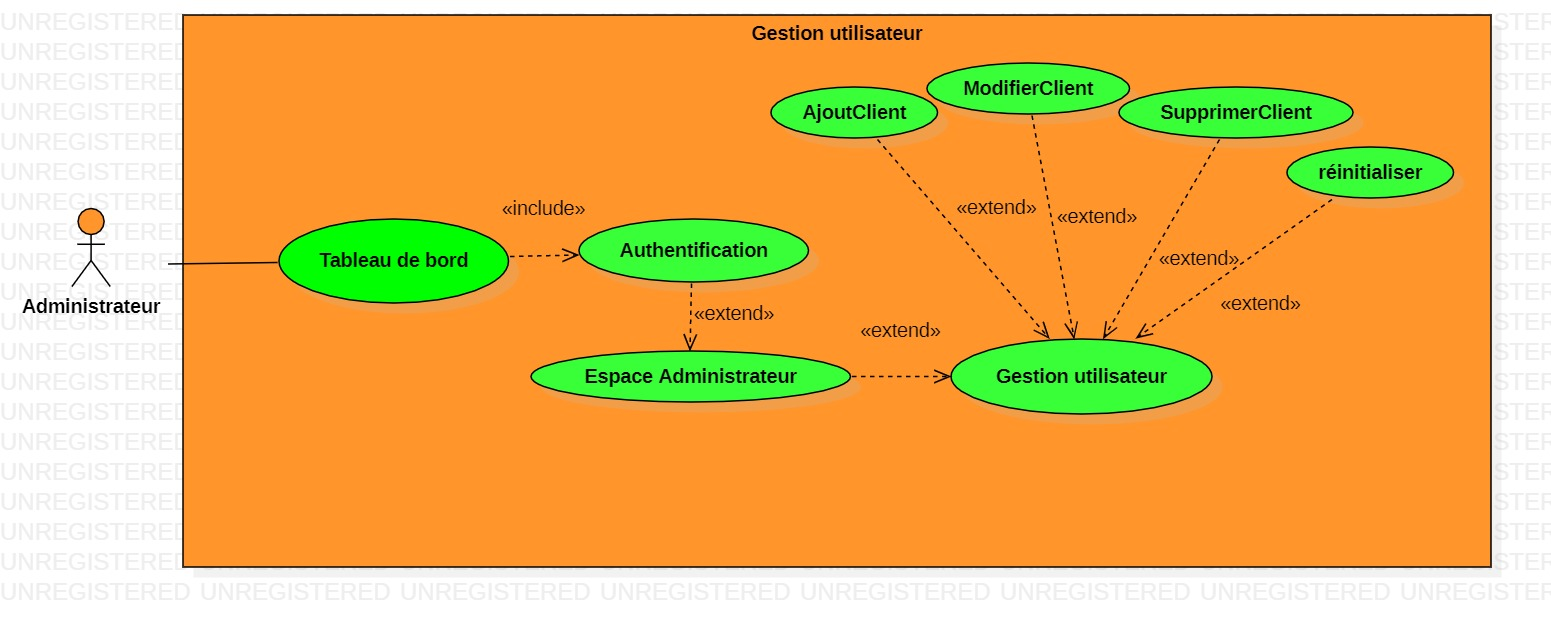 Gestion utilisateur
ModifierClient
AjoutClient
SupprimerClient
réinitialiser
«include»
«extend»
«extend»
Tableau de bord
Authentification
«extend»
Administrateur
«extend»
«extend»
«extend»
Espace Administrateur
Gestion utilisateur
UNREGISTERED UNREGISTERED UNREGISTERED UNREGISTERED UNREGISTERED UNREGISTERED UNREGISTERED